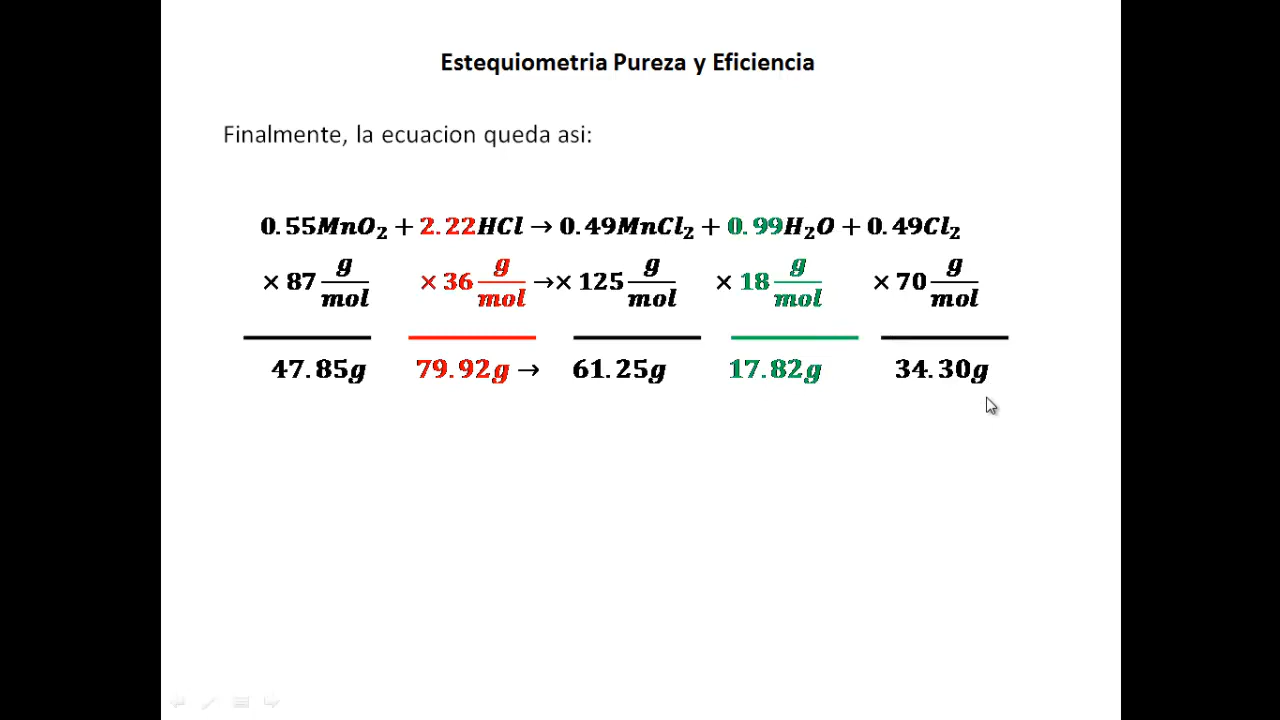 Estequiometria Pureza y Eficiencia
Finalmente, la ecuacion queda asi:
0.55MnO₂ + 2.22HCl → 0.49MnCl₂ + 0.99H₂O + 0.49Cl₂
× 87 g/mol × 36 g/mol →× 125 g/mol × 18 g/mol × 70 g/mol
47.85g 79.92g → 61.25g 17.82g 34.30g